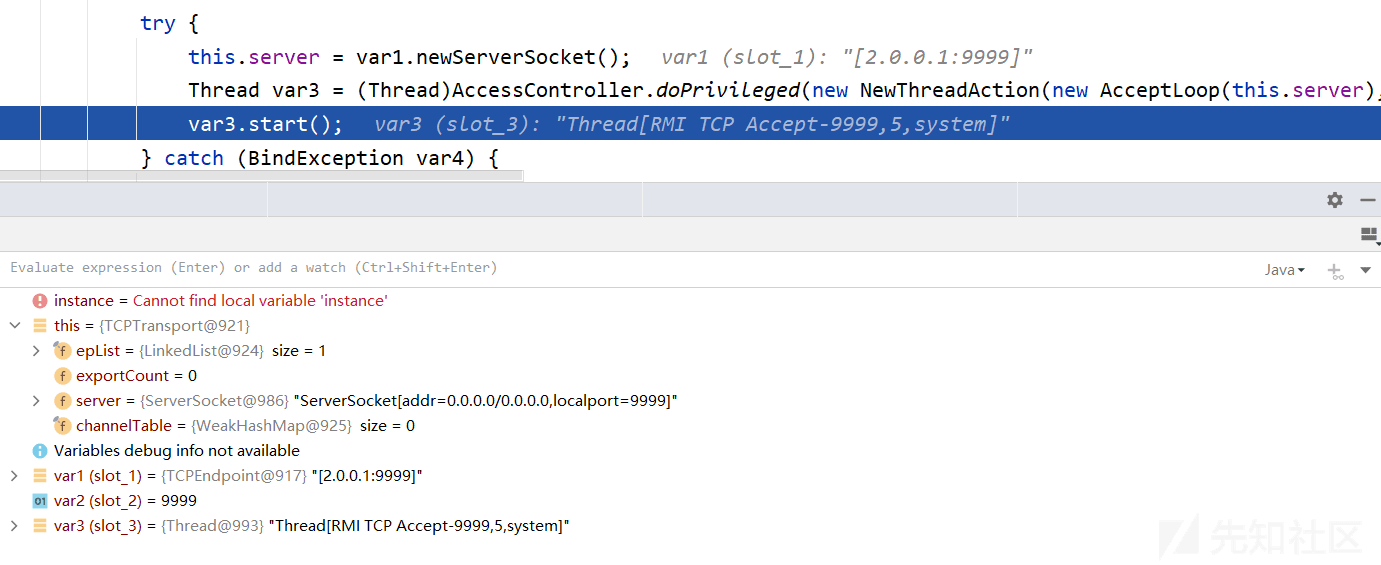 try {
this.server = var1.newServerSocket();   var1 (slot_1): "[2.0.0.1:9999]"
Thread var3 = (Thread)AccessController.doPrivileged(new NewThreadAction(new AcceptLoop(this.server),
var3.start();   var3 (slot_3): "Thread[RMI TCP Accept-9999,5,system]"
} catch (BindException var4) {
Evaluate expression (Enter) or add a watch (Ctrl+Shift+Enter)
Java
instance = Cannot find local variable 'instance'
this = {TCPTransport@921}
epList = {LinkedList@924} size = 1
exportCount = 0
server = {ServerSocket@986} "ServerSocket[addr=0.0.0.0/0.0.0.0,localport=9999]"
channelTable = {WeakHashMap@925} size = 0
Variables debug info not available
var1 (slot_1) = {TCPEndpoint@917} "[2.0.0.1:9999]"
01 var2 (slot_2) = 9999
var3 (slot_3) = {Thread@993} "Thread[RMI TCP Accept-9999,5,system]"
先知社区